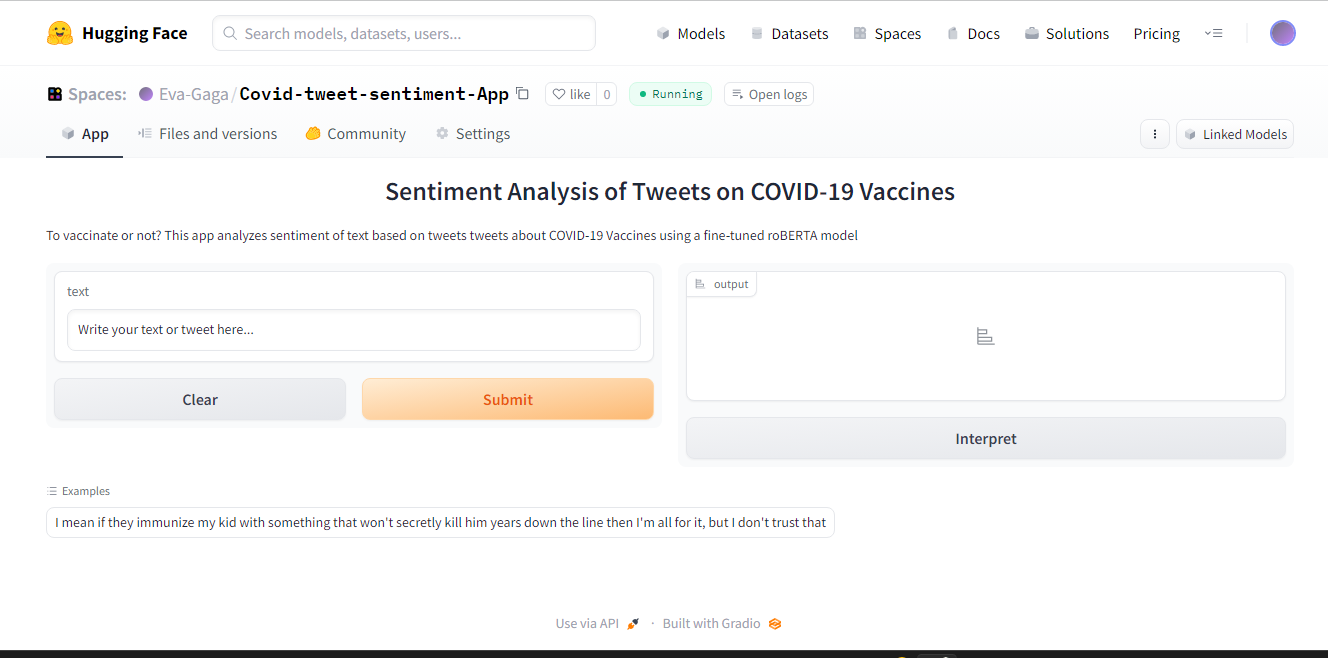 Hugging Face Search models, datasets, users... Models Datasets Spaces Docs Solutions Pricing
Spaces: Eva-Gaga/Covid-tweet-sentiment-App like 0 Running Open logs
App Files and versions Community Settings Linked Models
Sentiment Analysis of Tweets on COVID-19 Vaccines
To vaccinate or not? This app analyzes sentiment of text based on tweets tweets about COVID-19 Vaccines using a fine-tuned roBERTA model
text
Write your text or tweet here...
Clear Submit
output
Interpret
Examples
I mean if they immunize my kid with something that won't secretly kill him years down the line then I'm all for it, but I don't trust that
Use via API · Built with Gradio